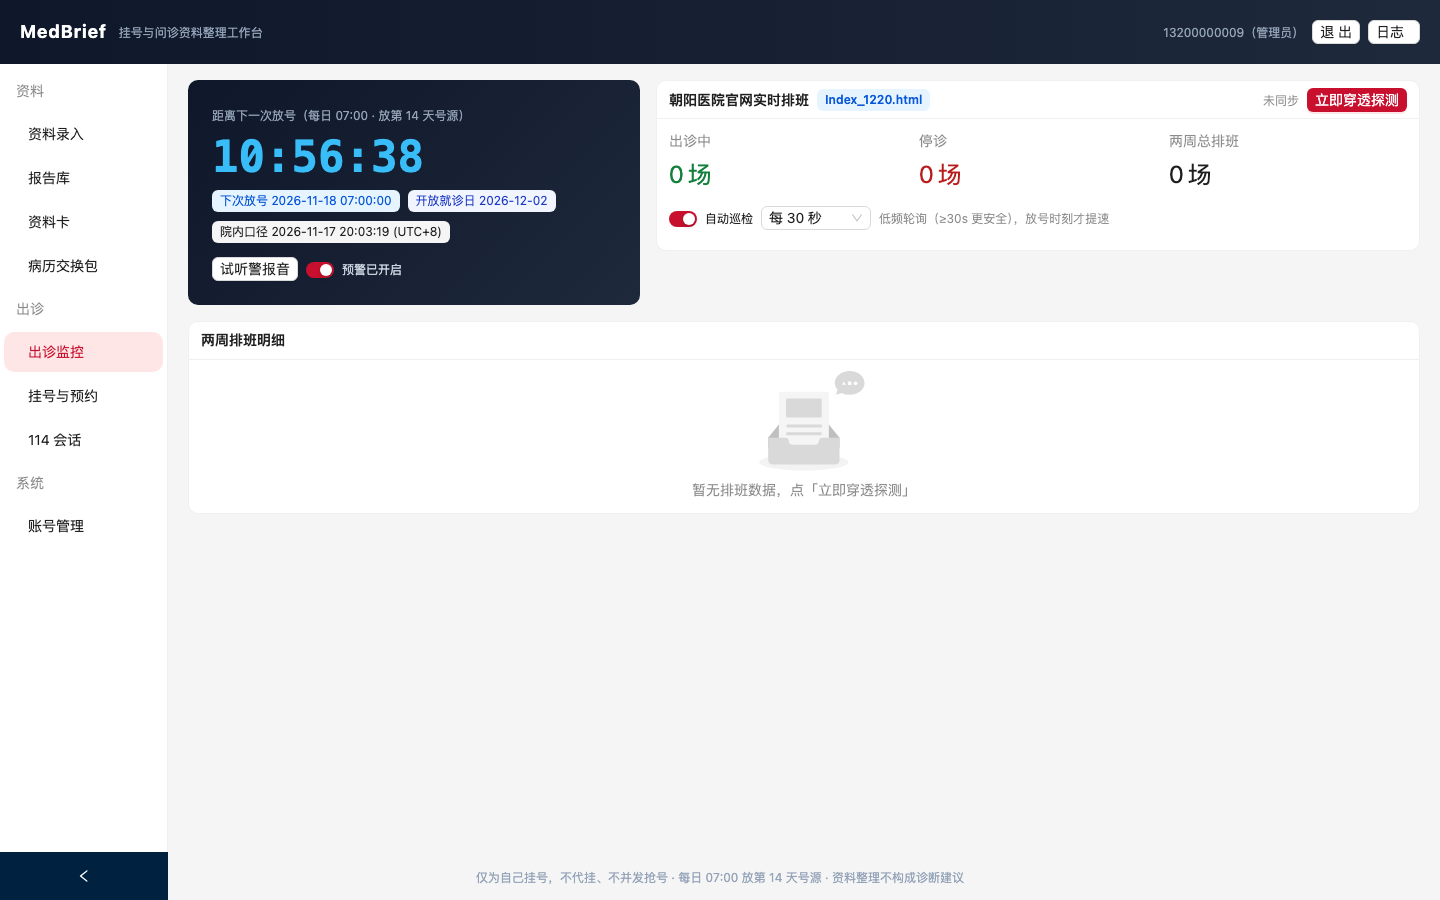 MedBrief 挂号与问诊资料整理工作台
13200000009（管理员） 退 出 日志
资料
资料录入
报告库
资料卡
病历交换包
出诊
出诊监控
挂号与预约
114 会话
系统
账号管理
距离下一次放号（每日 07:00 · 放第 14 天号源）
10:56:38
下次放号 2026-11-18 07:00:00 开放就诊日 2026-12-02
院内口径 2026-11-17 20:03:19 (UTC+8)
试听警报音 预警已开启
朝阳医院官网实时排班 Index_1220.html 未同步 立即穿透探测
出诊中 停诊 两周总排班
0 场 0 场 0 场
自动巡检 每 30 秒 低频轮询（≥30s 更安全），放号时刻才提速
两周排班明细
暂无排班数据，点「立即穿透探测」
仅为自己挂号，不代挂、不并发抢号 · 每日 07:00 放第 14 天号源 · 资料整理不构成诊断建议